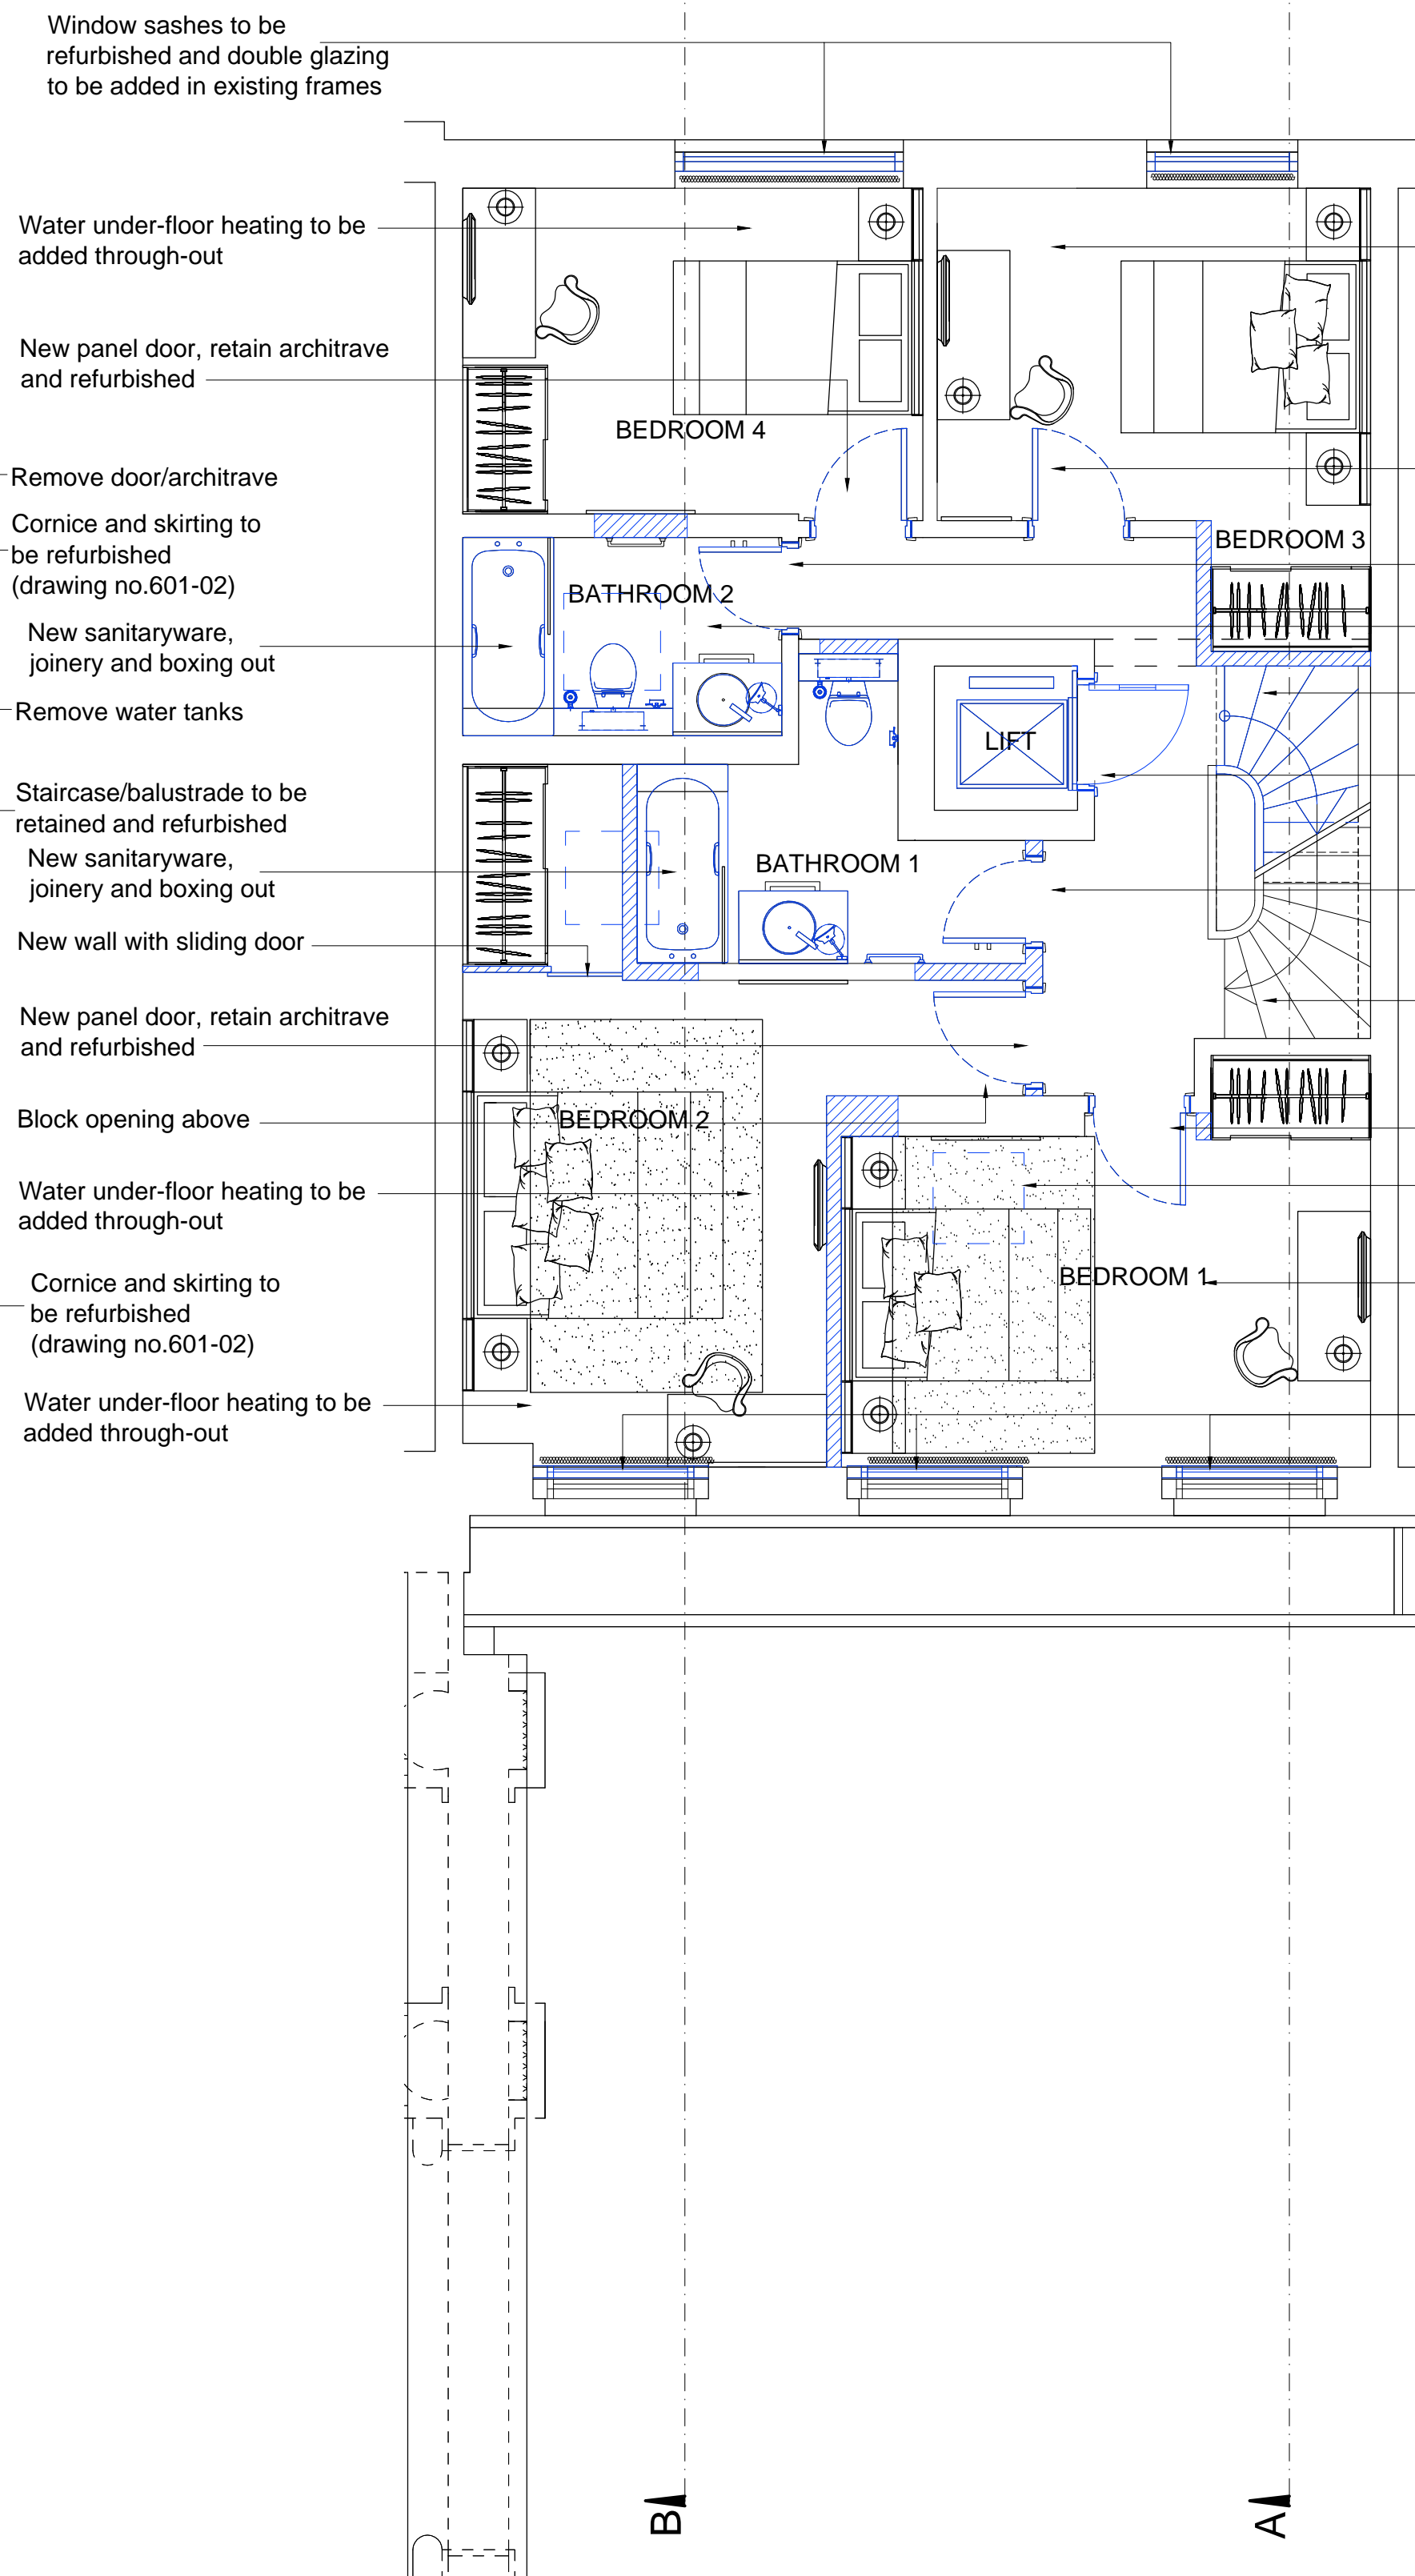 Window sashes to be
refurbished and double glazing
to be added in existing frames
Water under-floor heating to be
added through-out
New panel door, retain architrave
and refurbished
BEDROOM 4
Remove door/architrave
Cornice and skirting to
be refurbished
(drawing no.601-02)
BEDROOM 3
BATHROOM 2
New sanitaryware,
joinery and boxing out
Remove water tanks
LIFT
Staircase/balustrade to be
retained and refurbished
New sanitaryware,
joinery and boxing out
BATHROOM 1
New wall with sliding door
New panel door, retain architrave
and refurbished
Block opening above
BEDROOM 2
Water under-floor heating to be
added through-out
BEDROOM 1
Cornice and skirting to
be refurbished
(drawing no.601-02)
Water under-floor heating to be
added through-out
B
A